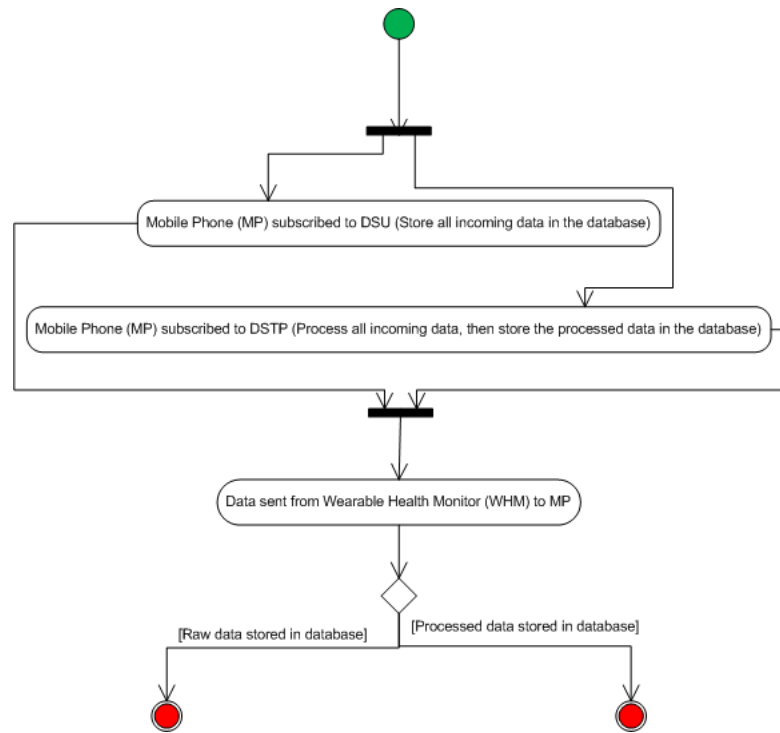 Mobile Phone (MP) subscribed to DSU (Store all incoming data in the database)
Mobile Phone (MP) subscribed to DSTP (Process all incoming data, then store the processed data in the database)
Data sent from Wearable Health Monitor (WHM) to MP
[Raw data stored in database]
[Processed data stored in database]